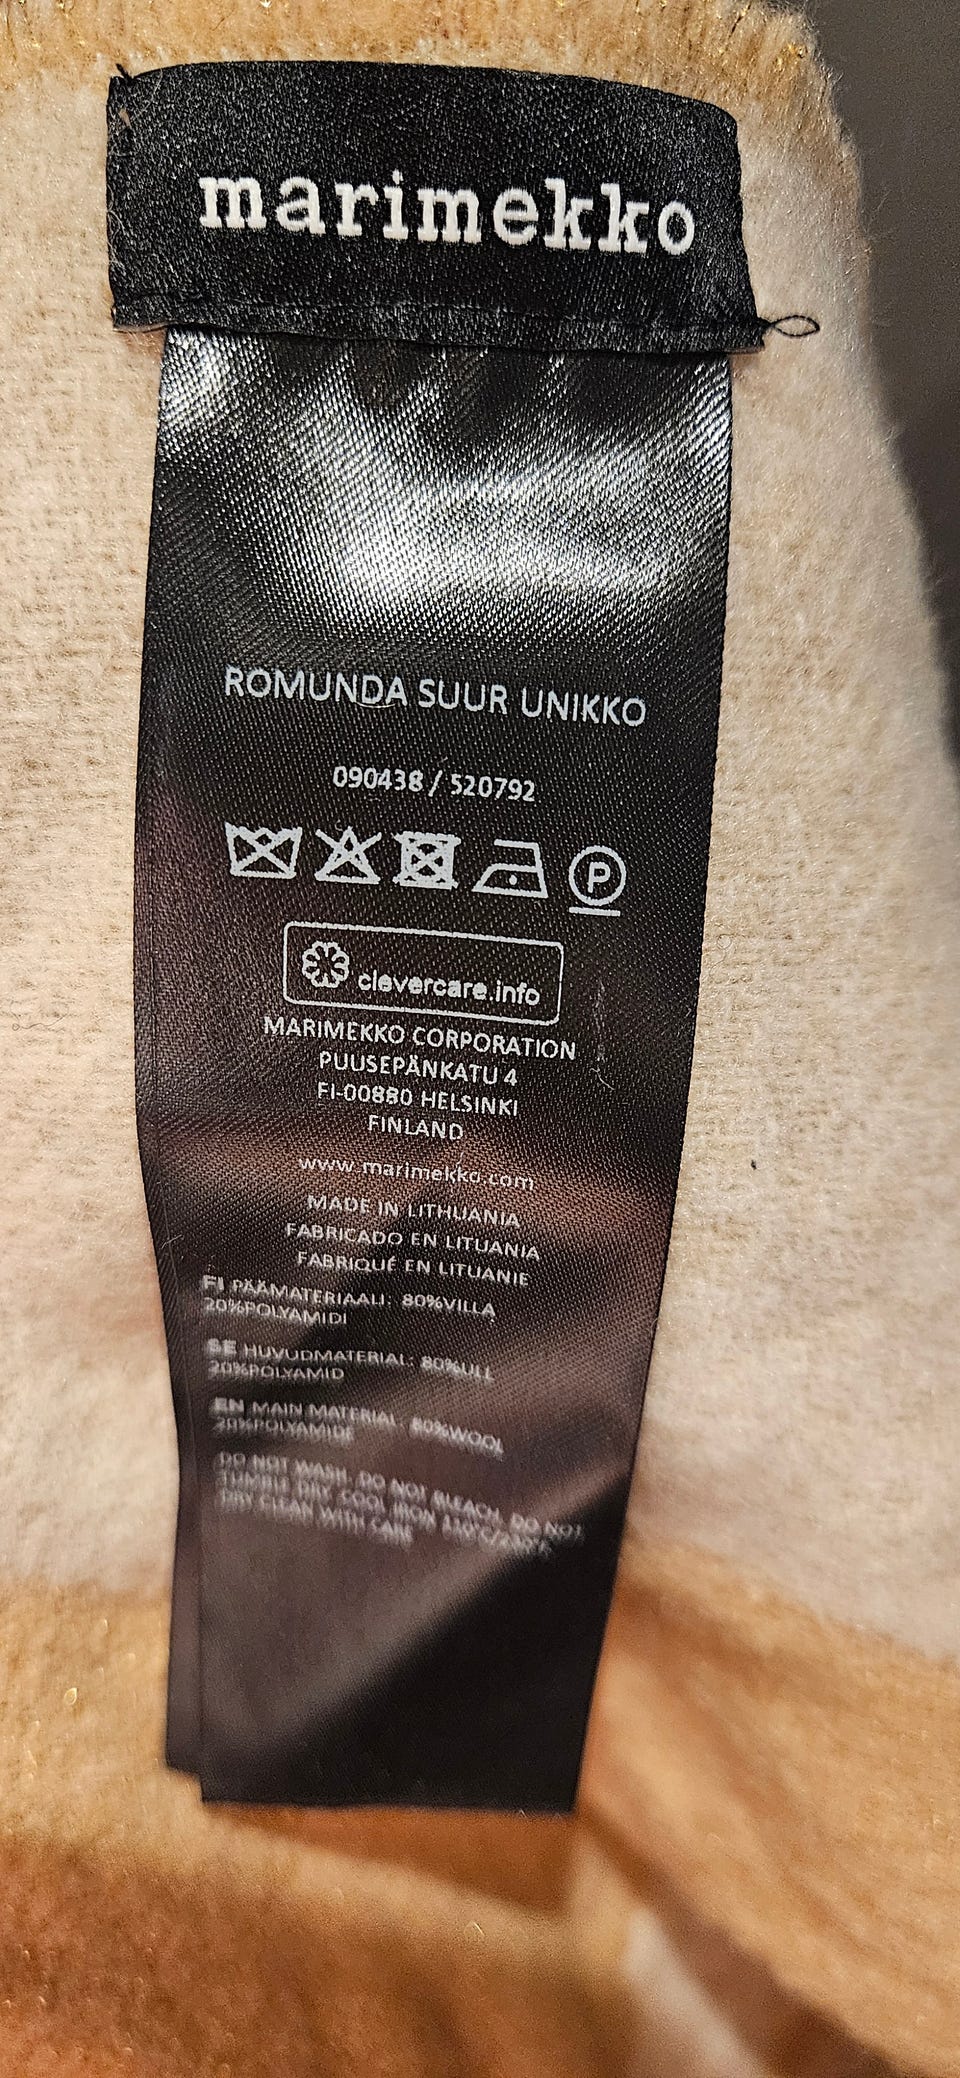 marimekko
ROMUNDA SUUR UNIKKO
090438 / 520792
P
clevercare.info
MARIMEKKO CORPORATION
PUUSEPÄNKATU 4
FI-00880 HELSINKI
FINLAND
www.marimekko.com
MADE IN LITHUANIA
FABRICADO EN LITUANIA
FABRIQUÉ EN LITUANIE
FI PÄÄMATERIAALI: 80%VILLA
20%POLYAMIDI
SE HUVUDMATERIAL: 80%ULL
20%POLYAMID
EN MAIN MATERIAL: 80%WOOL
20%POLYAMIDE
DO NOT WASH, DO NOT BLEACH, DO NOT
TUMBLE DRY, COOL IRON 110°C/230°F,
DRY CLEAN WITH CARE